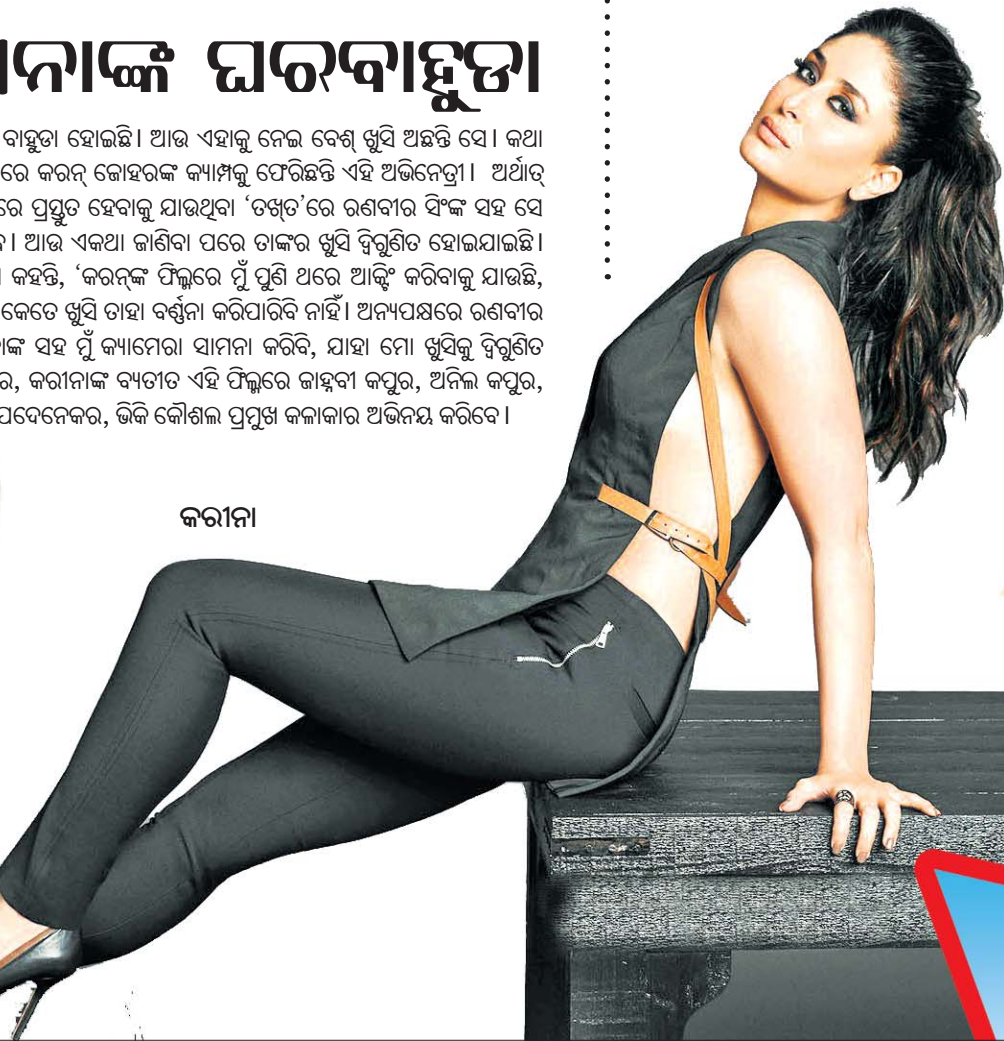 ଘରବାହୁଡା
ବାହୁଡା ହୋଇଛି। ଆଉ ଏହାକୁ ନେଇ ବେଶ୍ ଖୁସି ଅଛନ୍ତି ସେ। କଥା
ରେ କରନ୍ ଜୋହରଙ୍କ କ୍ୟାମ୍ପକୁ ଫେରିଛନ୍ତି ଏହି ଅଭିନେତ୍ରୀ। ଅର୍ଥାତ୍
ରେ ପ୍ରସ୍ତୁତ ହେବାକୁ ଯାଉଥିବା ‘ତଖ୍ତ’ରେ ରଣବୀର ସିଂଙ୍କ ସହ ସେ
ଆଉ ଏକଥା ଜାଣିବା ପରେ ତାଙ୍କର ଖୁସି ଦ୍ୱିଗୁଣିତ ହୋଇଯାଇଛି।
କହନ୍ତି, ‘କରନ୍‌ଙ୍କ ଫିଲ୍ମରେ ମୁଁ ପୁଣି ଥରେ ଆକ୍ଟିଂ କରିବାକୁ ଯାଉଛି,
କେତେ ଖୁସି ତାହା ବର୍ଣ୍ଣନା କରିପାରିବି ନାହିଁ। ଅନ୍ୟପକ୍ଷରେ ରଣବୀର
ଙ୍କ ସହ ମୁଁ କ୍ୟାମେରା ସାମନା କରିବି, ଯାହା ମୋ ଖୁସିକୁ ଦ୍ୱିଗୁଣିତ
ର, କରୀନାଙ୍କ ବ୍ୟତୀତ ଏହି ଫିଲ୍ମରେ ଜାହ୍ନବୀ କପୁର, ଅନିଲ କପୁର,
ପଦେନେକର, ଭିକି କୌଶଲ ପ୍ରମୁଖ କଳାକାର ଅଭିନୟ କରିବେ।
କରୀନା